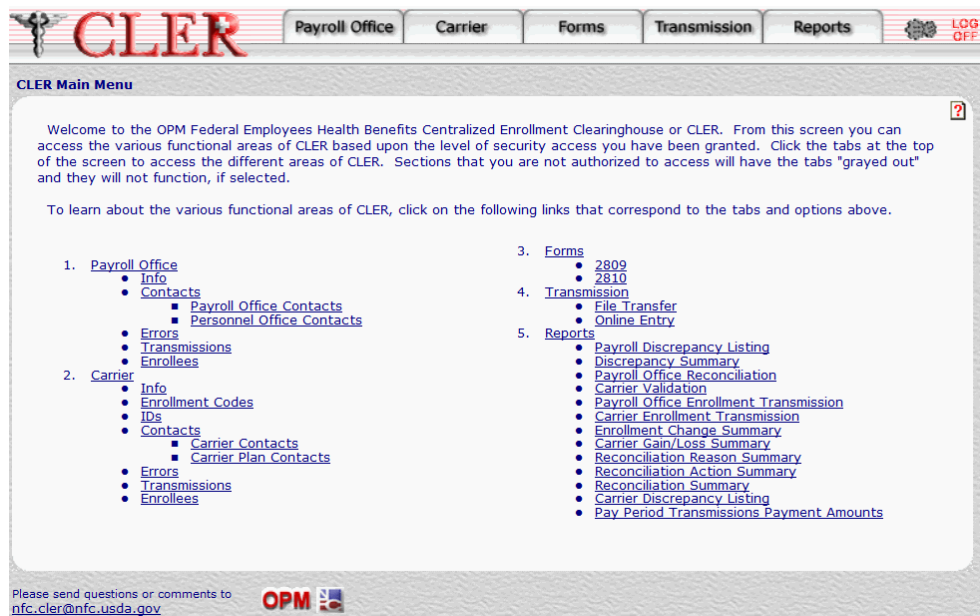 CLER
Payroll Office
Carrier
Forms
Transmission
Reports
LOG
OFF
CLER Main Menu
?
Welcome to the OPM Federal Employees Health Benefits Centralized Enrollment Clearinghouse or CLER. From this screen you can
access the various functional areas of CLER based upon the level of security access you have been granted. Click the tabs at the top
of the screen to access the different areas of CLER. Sections that you are not authorized to access will have the tabs "grayed out"
and they will not function, if selected.
To learn about the various functional areas of CLER, click on the following links that correspond to the tabs and options above.
1. Payroll Office
• Info
• Contacts
▪ Payroll Office Contacts
▪ Personnel Office Contacts
• Errors
• Transmissions
• Enrollees
2. Carrier
• Info
• Enrollment Codes
• IDs
• Contacts
▪ Carrier Contacts
▪ Carrier Plan Contacts
• Errors
• Transmissions
• Enrollees
3. Forms
• 2809
• 2810
4. Transmission
• File Transfer
• Online Entry
5. Reports
• Payroll Discrepancy Listing
• Discrepancy Summary
• Payroll Office Reconciliation
• Carrier Validation
• Payroll Office Enrollment Transmission
• Carrier Enrollment Transmission
• Enrollment Change Summary
• Carrier Gain/Loss Summary
• Reconciliation Reason Summary
• Reconciliation Action Summary
• Reconciliation Summary
• Carrier Discrepancy Listing
• Pay Period Transmissions Payment Amounts
Please send questions or comments to
nfc.cler@nfc.usda.gov
OPM